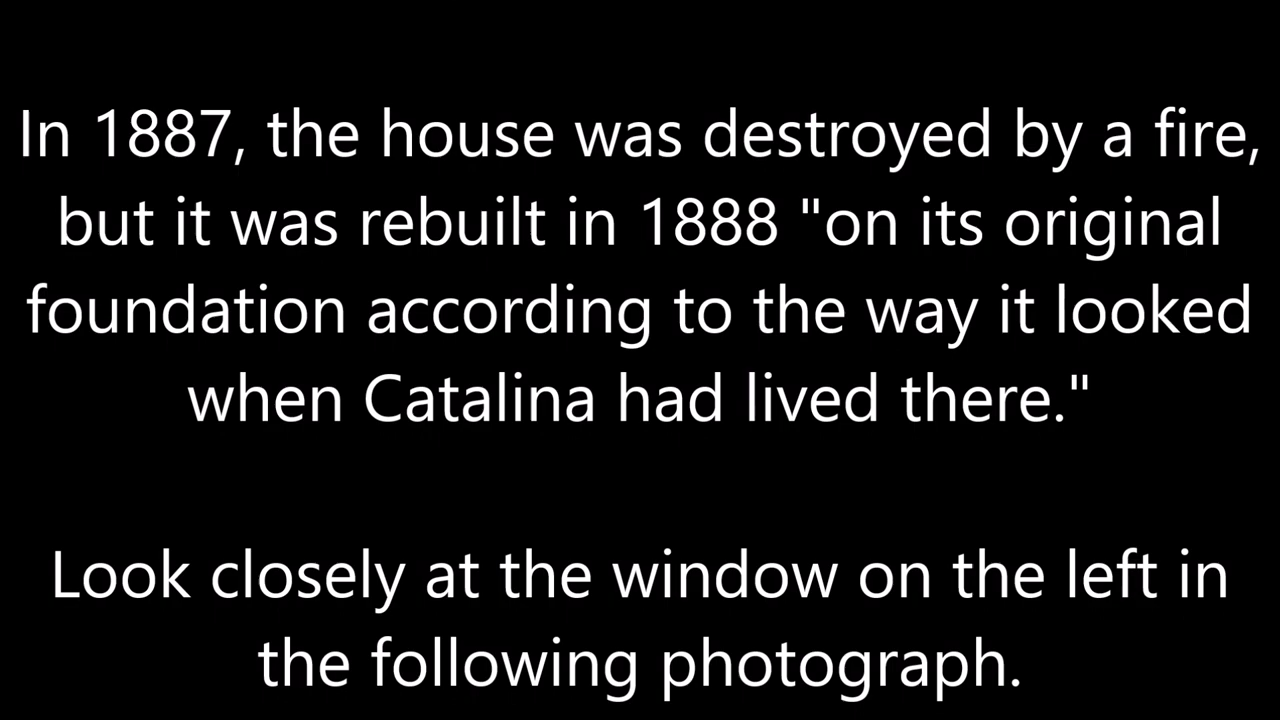 In 1887, the house was destroyed by a fire,
but it was rebuilt in 1888 "on its original
foundation according to the way it looked
when Catalina had lived there."
Look closely at the window on the left in
the following photograph.